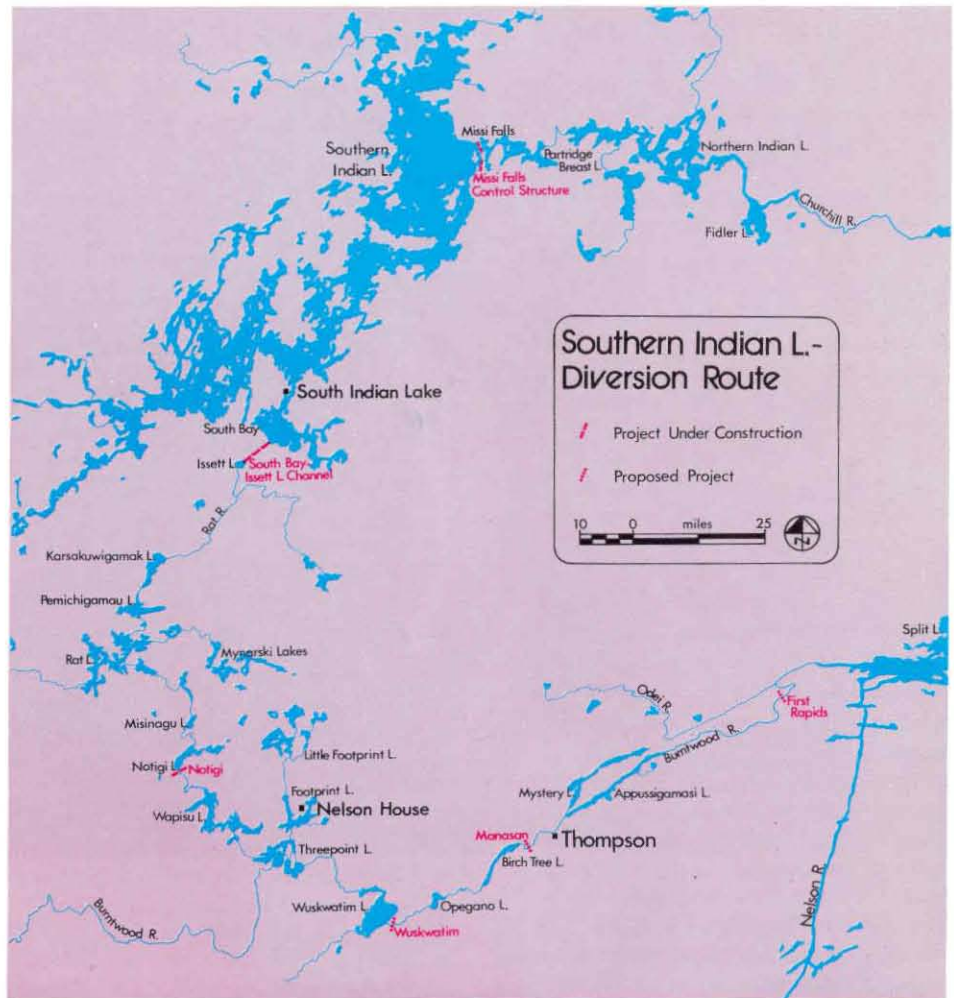 Missi Falls
Southern
Indian L.
Northern Indian L.
Partridge
Breast L.
Missi Falls
Control Structure
Churchill R.
Fidler L.
Southern Indian L.-
Diversion Route
Project Under Construction
Proposed Project
10 0 miles 25
N
South Indian Lake
South Bay
Issett L.
South Bay-
Issett L Channel
Rat R.
Karsakuwigamak L.
Pemichigamau L.
Rat L.
Mynarski Lakes
Split L.
Odei R.
First
Rapids
Misinagu L.
Burntwood R.
Little Footprint L.
Notigi L.
Notigi
Footprint L.
Mystery L.
Appussigamasi L.
Nelson House
Wapisu L.
Manasan
Thompson
Threepoint L.
Birch Tree L.
Nelson R.
Burntwood R.
Wuskwatim L.
Opegano L.
Wuskwatim